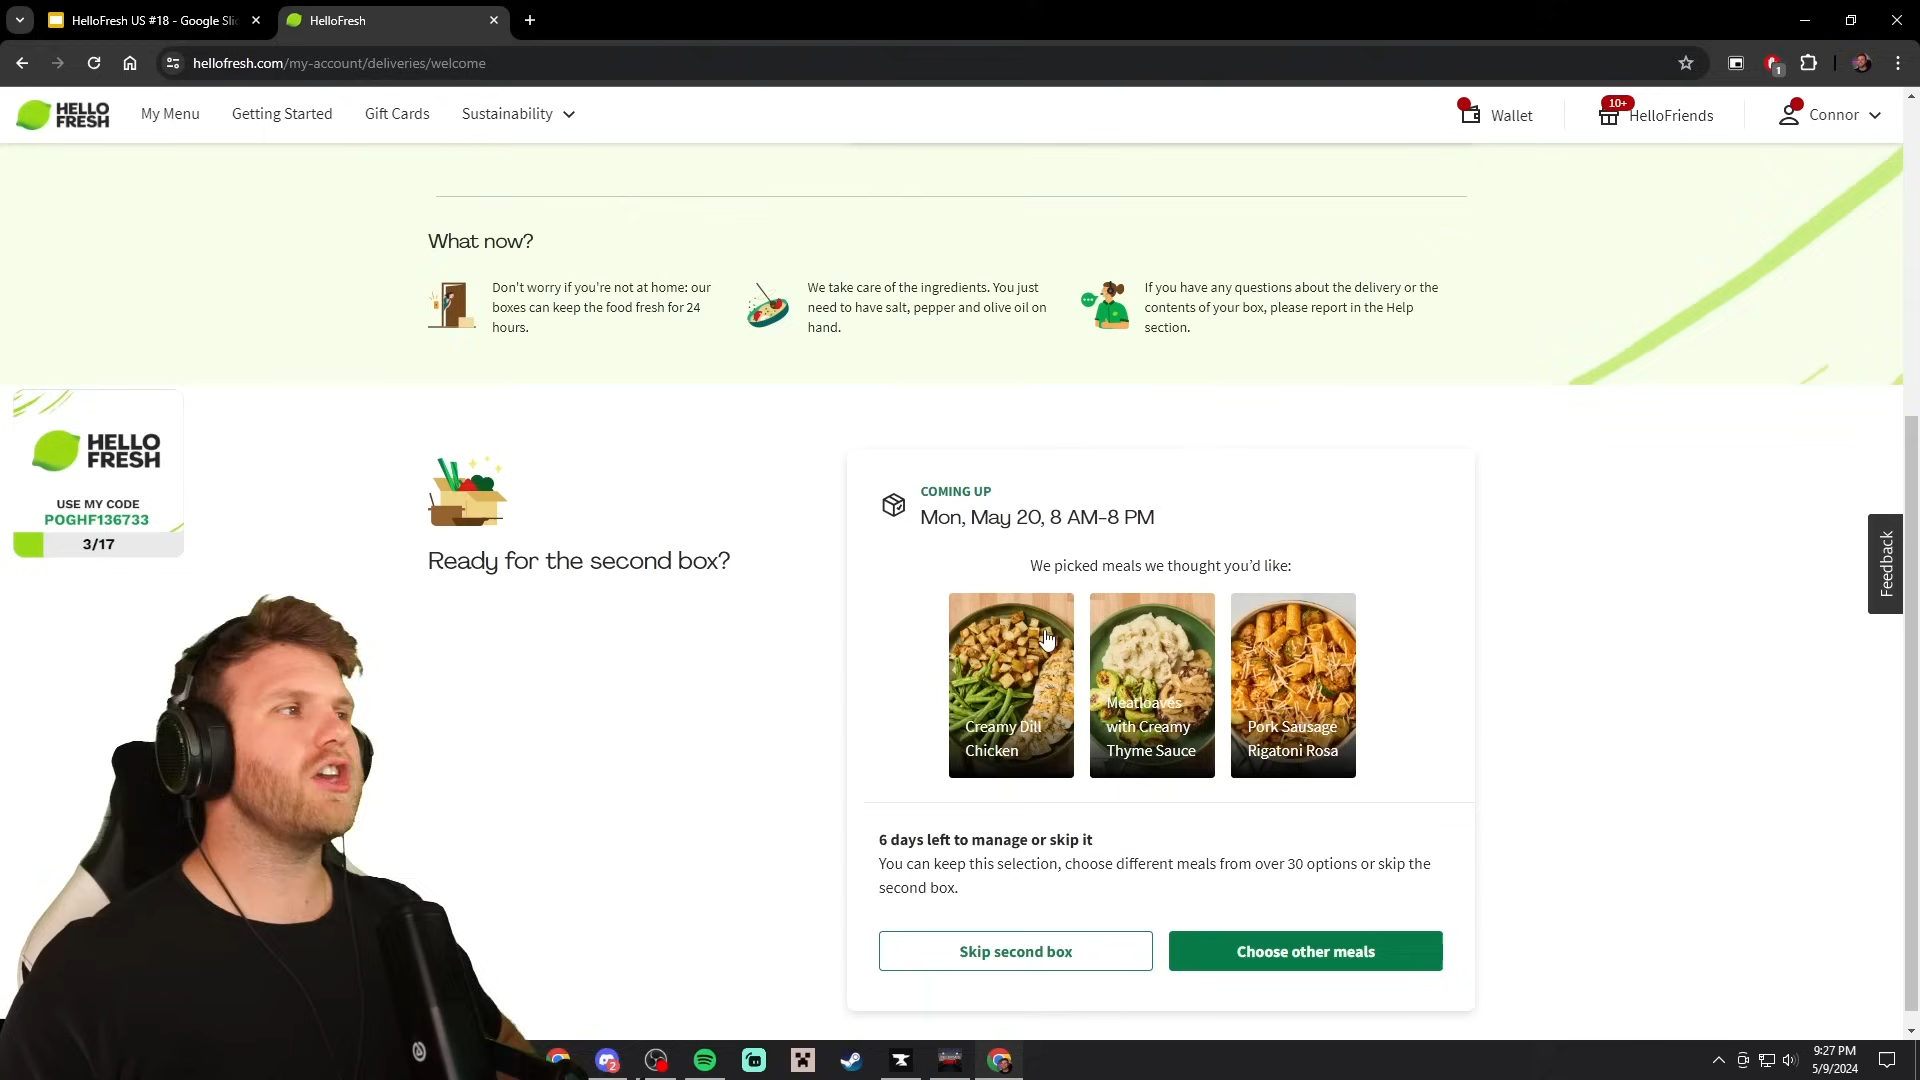 HelloFresh US #18 - Google Sli
HelloFresh
hellofresh.com/my-account/deliveries/welcome
1
HELLO
FRESH
My Menu
Getting Started
Gift Cards
Sustainability
Wallet
10+
HelloFriends
Connor
What now?
Don't worry if you're not at home: our
boxes can keep the food fresh for 24
hours.
We take care of the ingredients. You just
need to have salt, pepper and olive oil on
hand.
If you have any questions about the delivery or the
contents of your box, please report in the Help
section.
HELLO
FRESH
USE MY CODE
POGHF136733
3/17
Ready for the second box?
COMING UP
Mon, May 20, 8 AM-8 PM
We picked meals we thought you'd like:
Creamy Dill
Chicken
Meatloaves
with Creamy
Thyme Sauce
Pork Sausage
Rigatoni Rosa
6 days left to manage or skip it
You can keep this selection, choose different meals from over 30 options or skip the
second box.
Skip second box
Choose other meals
Feedback
2
9:27 PM
5/9/2024